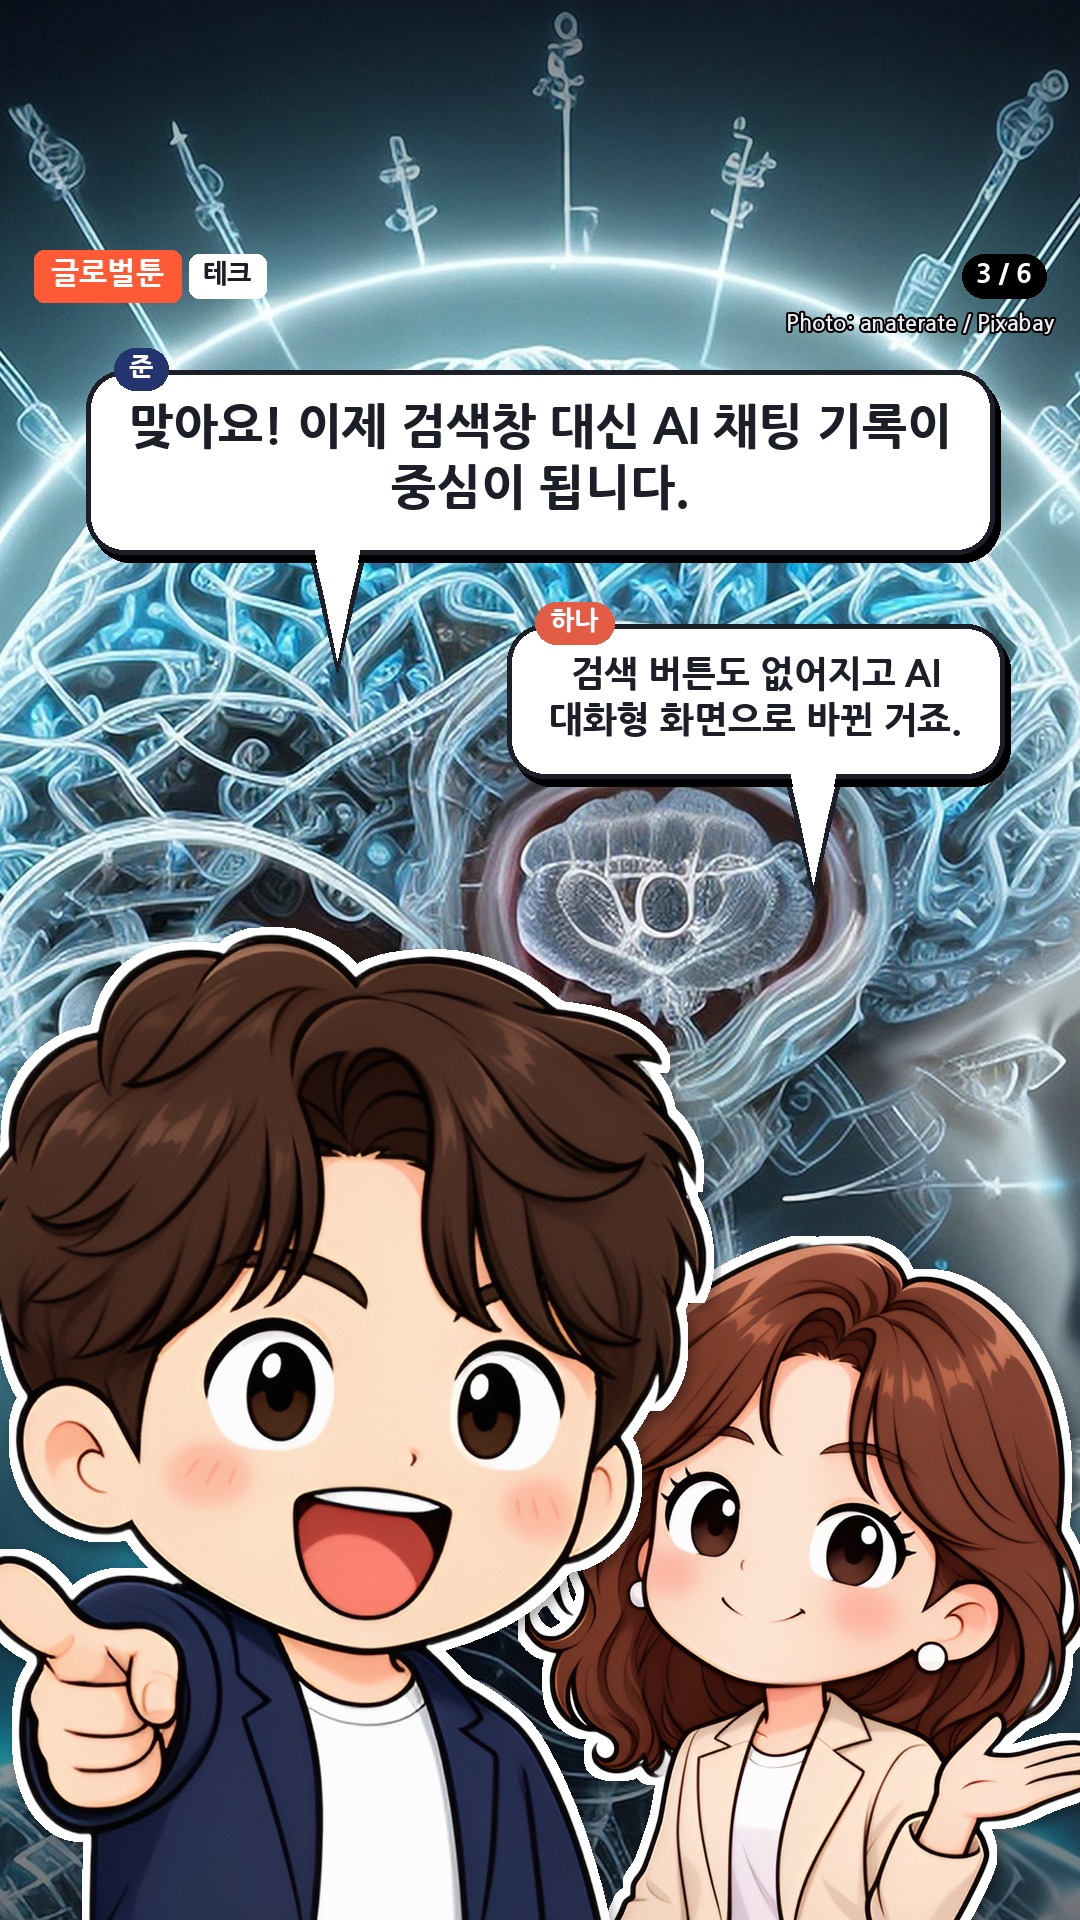 글로벌툰 테크
3 / 6
Photo: anaterate / Pixabay
준
맞아요! 이제 검색창 대신 AI 채팅 기록이
중심이 됩니다.
하나
검색 버튼도 없어지고 AI
대화형 화면으로 바뀐 거죠.